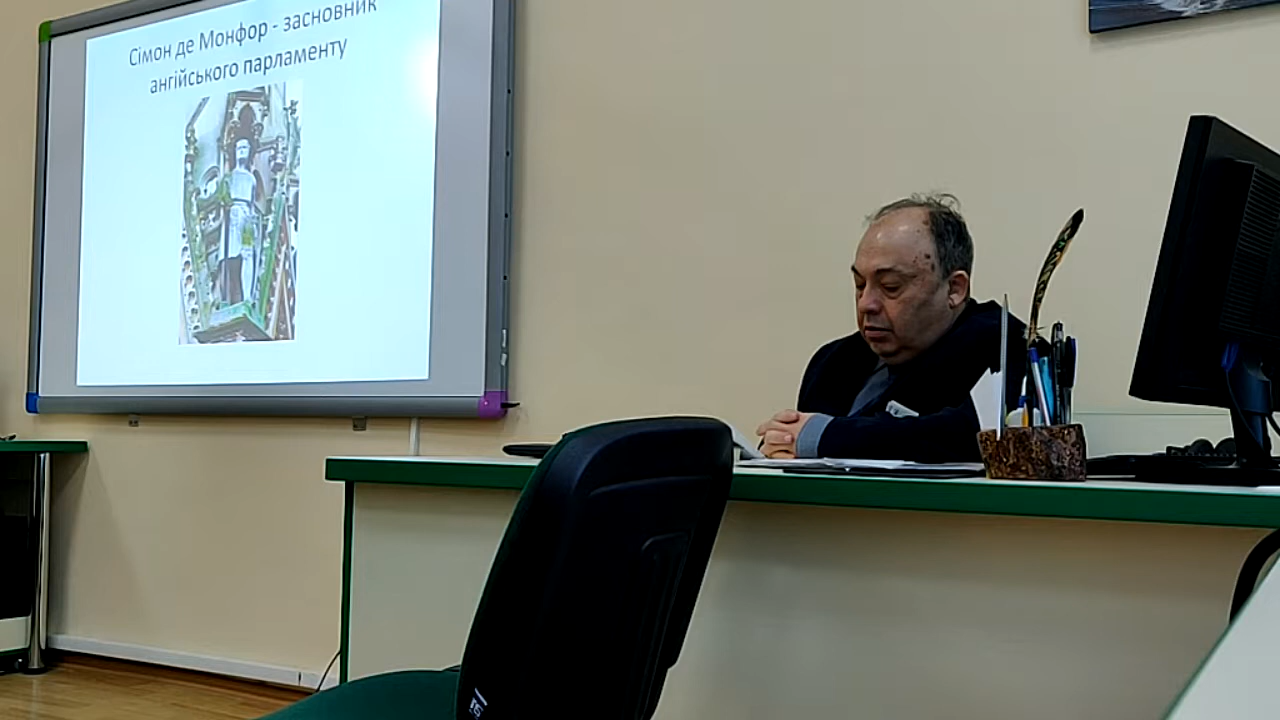 Сімон де Монфор - засновник
ангійського парламенту